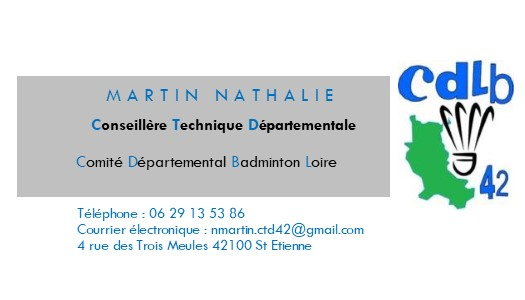 MARTIN NATHALIE
Conseillère Technique Départementale
Comité Départemental Badminton Loire
Téléphone : 06 29 13 53 86
Courrier électronique : nmartin.ctd42@gmail.com
4 rue des Trois Meules 42100 St Etienne
CdLb
42